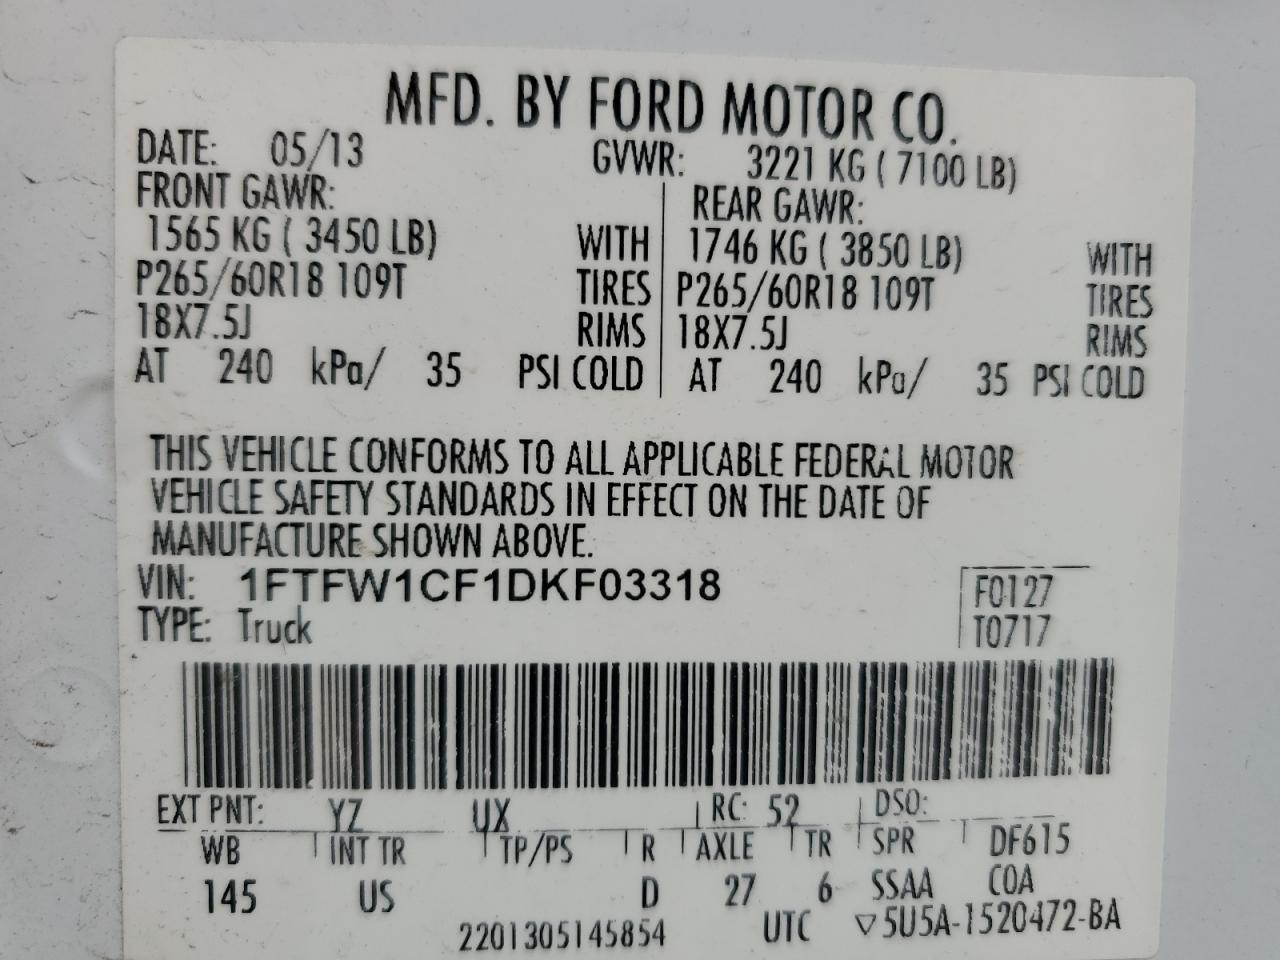 MFD. BY FORD MOTOR CO.
DATE: 05/13 GVWR: 3221 KG ( 7100 LB)
FRONT GAWR: REAR GAWR:
1565 KG ( 3450 LB) WITH 1746 KG ( 3850 LB) WITH
P265/60R18 109T TIRES P265/60R18 109T TIRES
18X7.5J RIMS 18X7.5J RIMS
AT 240 kPa/ 35 PSI COLD AT 240 kPa/ 35 PSI COLD
THIS VEHICLE CONFORMS TO ALL APPLICABLE FEDERAL MOTOR
VEHICLE SAFETY STANDARDS IN EFFECT ON THE DATE OF
MANUFACTURE SHOWN ABOVE.
VIN: 1FTFW1CF1DKF03318 F0127
TYPE: Truck T0717
EXT PNT: YZ UX RC: 52 DSO:
WB INT TR TP/PS R AXLE TR SPR DF615
145 US D 27 6 SSAA COA
2201305145854 UTC ▽5U5A-1520472-BA